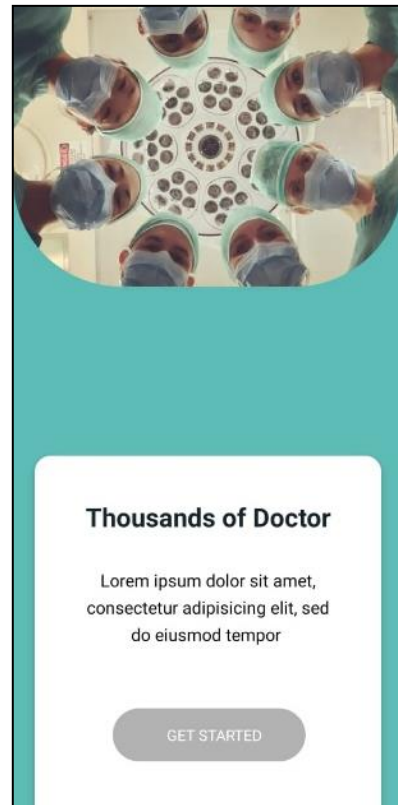 Thousands of Doctor
Lorem ipsum dolor sit amet,
consectetur adipisicing elit, sed
do eiusmod tempor
GET STARTED